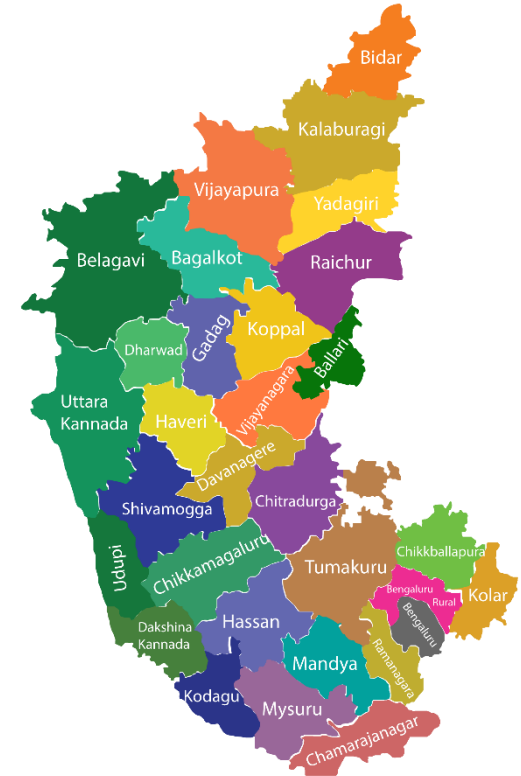 Bidar
Kalaburagi
Vijayapura
Yadagiri
Belagavi
Bagalkot
Raichur
Gadag
Koppal
Dharwad
Ballari
Uttara
Kannada
Haveri
Vijayanagara
Davanagere
Shivamogga
Chitradurga
Udupi
Chikkamagaluru
Tumakuru
Chikkballapura
Bengaluru
Rural
Kolar
Bengaluru
Dakshina
Kannada
Hassan
Mandya
Ramanagara
Kodagu
Mysuru
Chamarajanagar